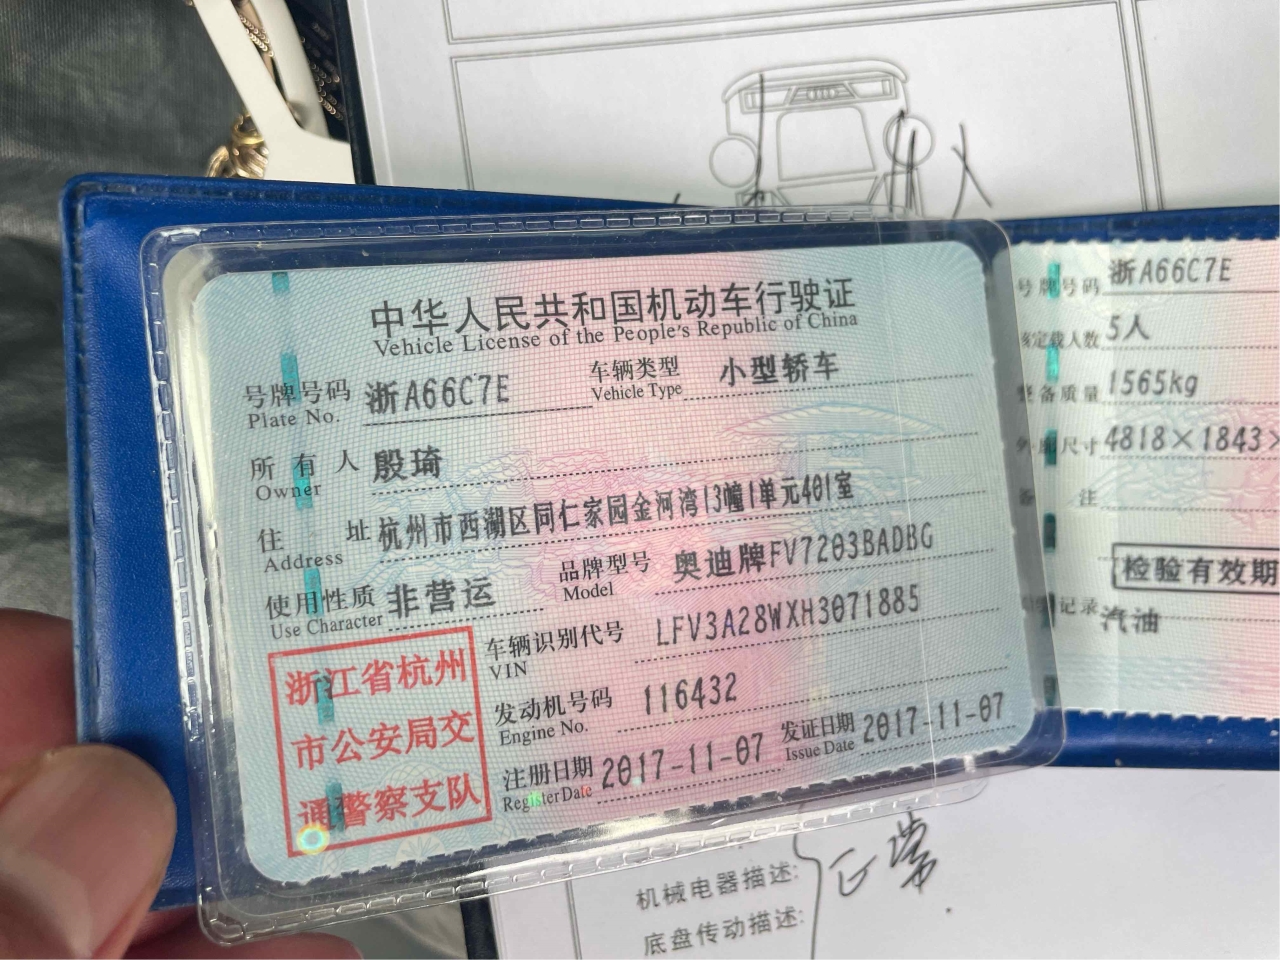 中华人民共和国机动车行驶证
Vehicle License of the People's Republic of China
号牌号码 浙A66C7E 车辆类型 小型轿车
Plate No. Vehicle Type
所有人 殷琦
Owner
住址 杭州市西湖区同仁家园金河湾13幢1单元401室
Address
使用性质 非营运 品牌型号 奥迪牌FV7203BADBG
Use Character Model
车辆识别代号 LFV3A28WXH3071885
VIN
发动机号码 116432
Engine No.
注册日期 2017-11-07 发证日期 2017-11-07
Register Date Issue Date
浙江省杭州
市公安局交
通警察支队
号牌号码 浙A66C7E
核定载人数 5人
整备质量 1565kg
外廓尺寸 4818×1843×
备注
检验有效期
记录
汽油
机械电器描述: 正常
底盘传动描述: